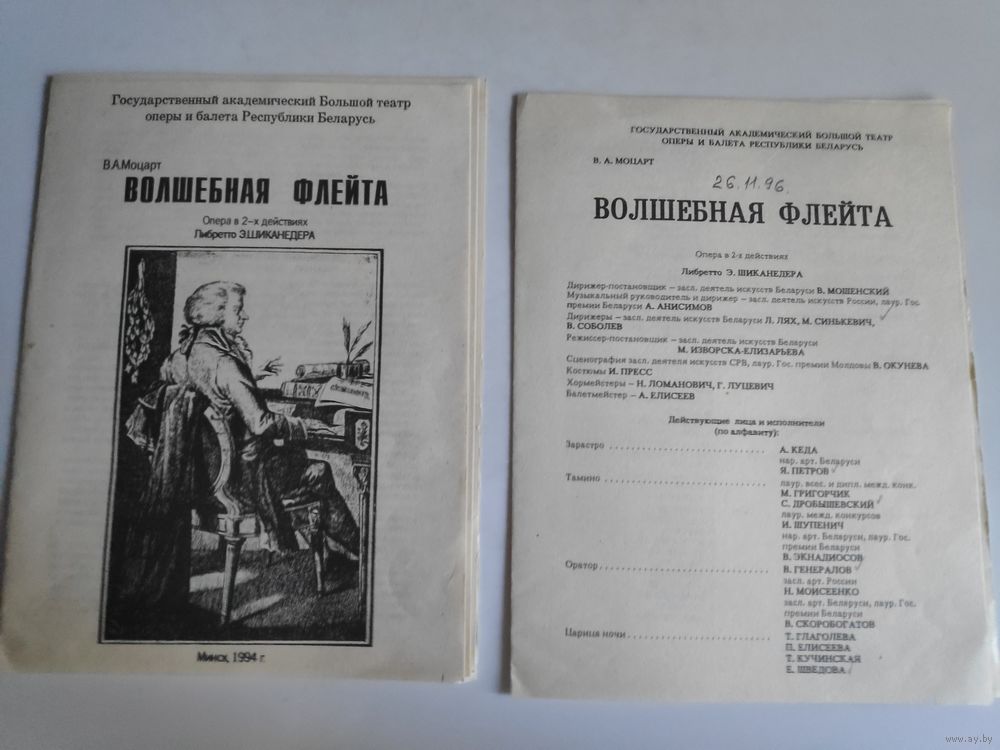 Государственный академический Большой театр
оперы и балета Республики Беларусь
В.А.Моцарт
ВОЛШЕБНАЯ ФЛЕЙТА
Опера в 2-х действиях
Либретто Э.ШИКАНЕДЕРА
Минск, 1994 г.
ГОСУДАРСТВЕННЫЙ АКАДЕМИЧЕСКИЙ БОЛЬШОЙ ТЕАТР
ОПЕРЫ И БАЛЕТА РЕСПУБЛИКИ БЕЛАРУСЬ
В. А. МОЦАРТ
26.11.96.
ВОЛШЕБНАЯ ФЛЕЙТА
Опера в 2-х действиях
Либретто Э. ШИКАНЕДЕРА
Дирижер-постановщик – засл. деятель искусств Беларуси В. МОШЕНСКИЙ
Музыкальный руководитель и дирижер – засл. деятель искусств России, лаур. Гос.
премии Беларуси А. АНИСИМОВ
Дирижеры – засл. деятель искусств Беларуси Л. ЛЯХ, М. СИНЬКЕВИЧ,
В. СОБОЛЕВ
Режиссер-постановщик – засл. деятель искусств Беларуси
М. ИЗВОРСКА-ЕЛИЗАРЬЕВА
Сценография засл. деятеля искусств СРВ, лаур. Гос. премии Молдовы В. ОКУНЕВА
Костюмы И. ПРЕСС
Хормейстеры – Н. ЛОМАНОВИЧ, Г. ЛУЦЕВИЧ
Балетмейстер – А. ЕЛИСЕЕВ
Действующие лица и исполнители
(по алфавиту):
Зарастро А. КЕДА
нар. арт. Беларуси
Я. ПЕТРОВ
Тамино лаур. всес. и дипл. межд. конк.
М. ГРИГОРЧИК
С. ДРОБЫШЕВСКИЙ
лаур. межд. конкурсов
И. ШУПЕНИЧ
нар. арт. Беларуси, лаур. Гос.
премии Беларуси
В. ЭКНАДИОСОВ
Оратор В. ГЕНЕРАЛОВ
засл. арт. России
Н. МОИСЕЕНКО
засл. арт. Беларуси, лаур. Гос.
премии Беларуси
В. СКОРОБОГАТОВ
Царица ночи Т. ГЛАГОЛЕВА
П. ЕЛИСЕЕВА
Т. КУЧИНСКАЯ
Е. ШВЕДОВА
www.ay.by